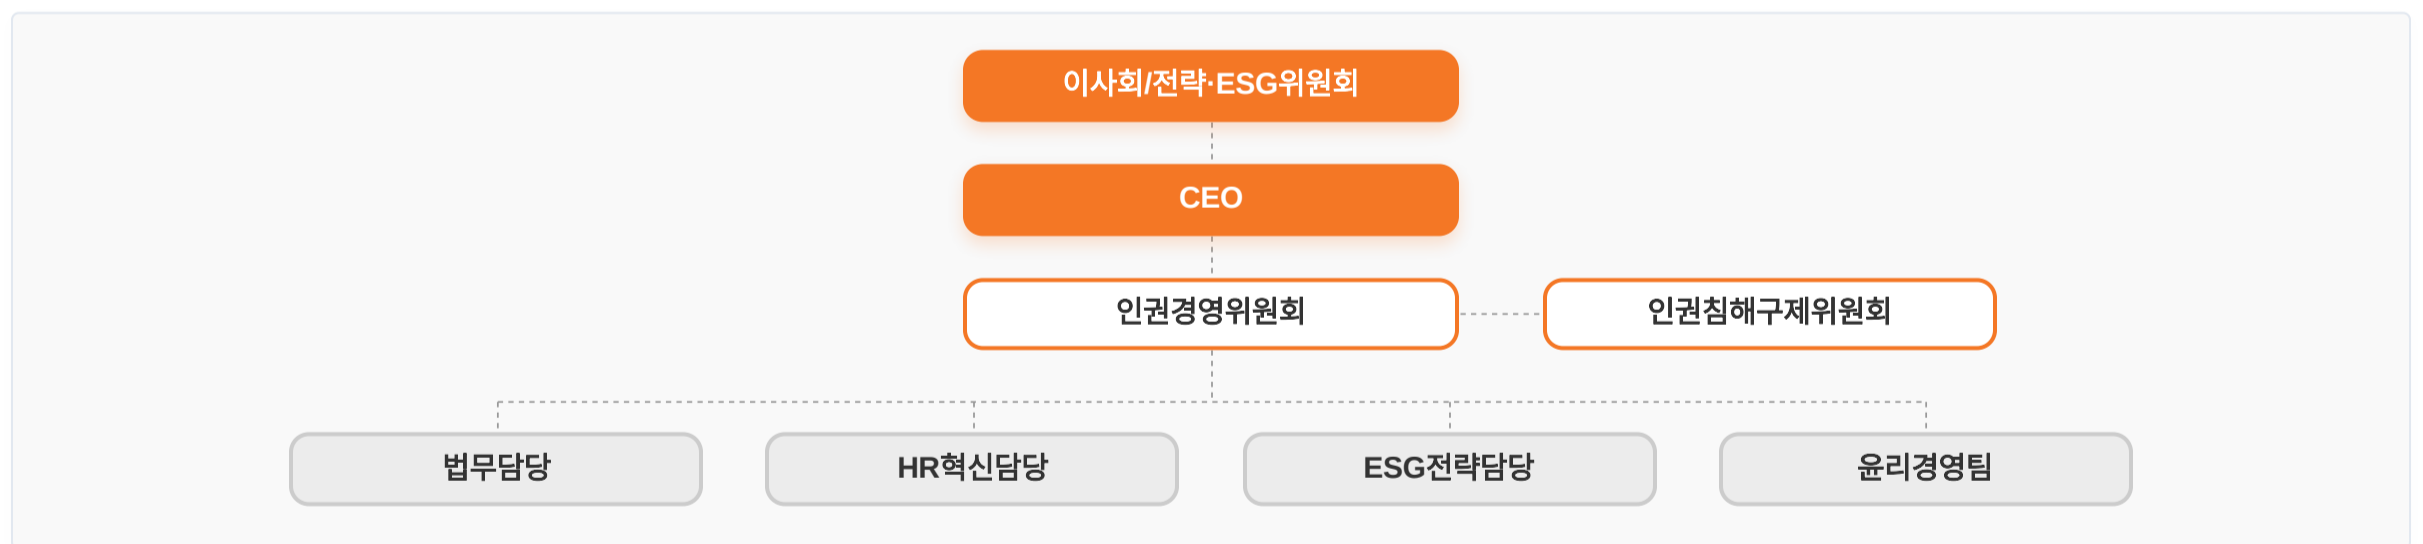 이사회/전략·ESG위원회
CEO
인권경영위원회
인권침해구제위원회
법무담당
HR혁신담당
ESG전략담당
윤리경영팀